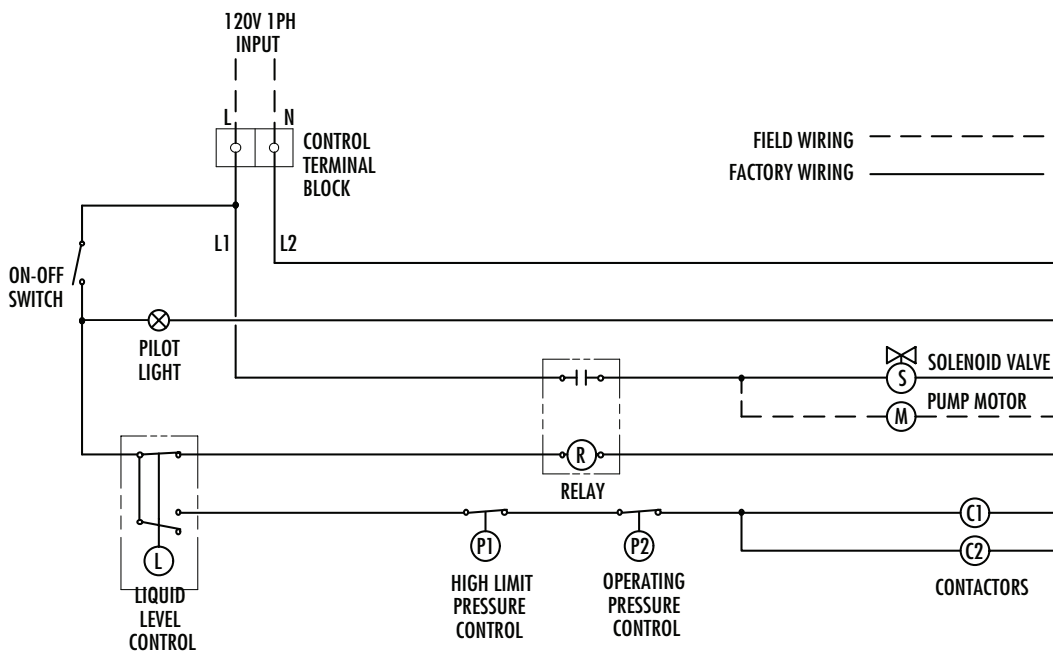 120V 1PH
INPUT
L
N
CONTROL
TERMINAL
BLOCK
FIELD WIRING
FACTORY WIRING
L1
L2
ON-OFF
SWITCH
PILOT
LIGHT
SOLENOID VALVE
S
PUMP MOTOR
M
R
RELAY
C1
L
P1
P2
C2
LIQUID
LEVEL
CONTROL
HIGH LIMIT
PRESSURE
CONTROL
OPERATING
PRESSURE
CONTROL
CONTACTORS